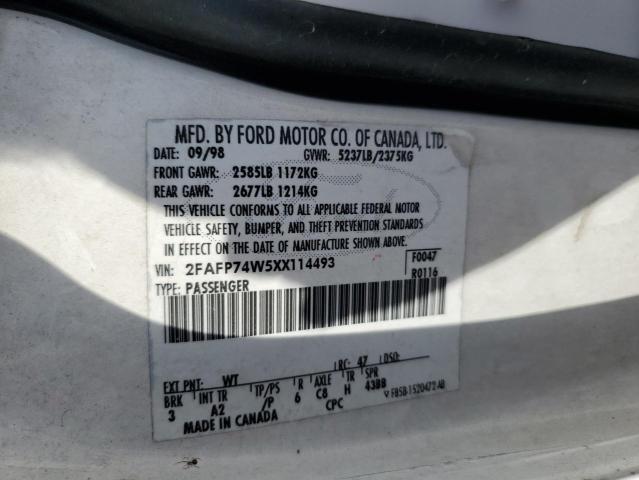 MFD. BY FORD MOTOR CO. OF CANADA, LTD.
DATE: 09/98 GVWR: 5237LB/2375KG
FRONT GAWR: 2585LB 1172KG
REAR GAWR: 2677LB 1214KG
THIS VEHICLE CONFORMS TO ALL APPLICABLE FEDERAL MOTOR
VEHICLE SAFETY, BUMPER, AND THEFT PREVENTION STANDARDS
IN EFFECT ON THE DATE OF MANUFACTURE SHOWN ABOVE.
VIN: 2FAFP74W5XX114493 F0047
TYPE: PASSENGER R0116
EXT PNT: WT RC: 47 DSO:
BRK INT TR TP/PS R AXLE TR SPR
3 A2 /P 6 C8 H 43BB
MADE IN CANADA CPC